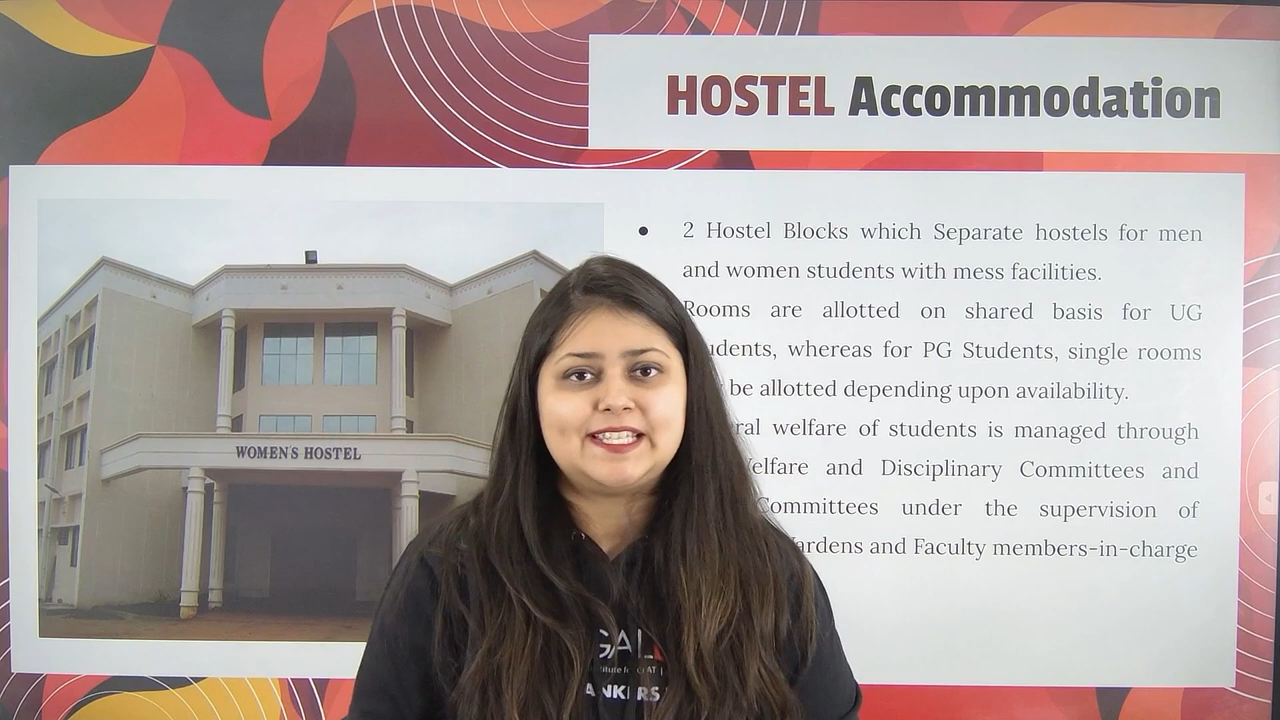 HOSTEL Accommodation
2 Hostel Blocks which Separate hostels for men
and women students with mess facilities.
Rooms are allotted on shared basis for UG
whereas for PG Students, single rooms
be allotted depending upon availability.
welfare of students is managed through
Welfare and Disciplinary Committees and
Committees under the supervision of
Wardens and Faculty members-in-charge
WOMEN'S HOSTEL